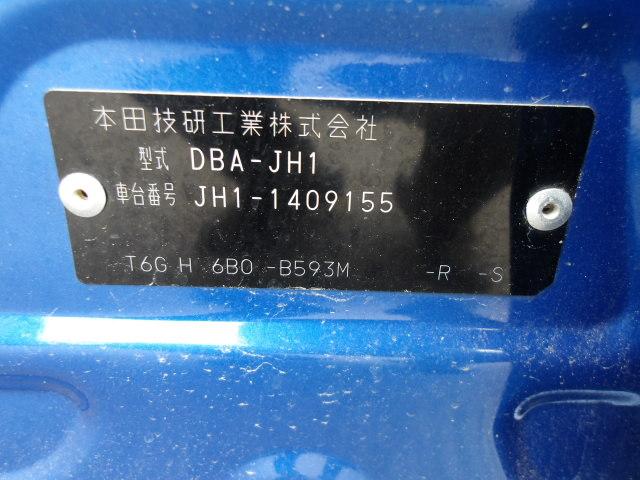 本田技研工業株式会社
型式 DBA-JH1
車台番号 JH1-1409155
T6G H 6B0 -B593M -R -S